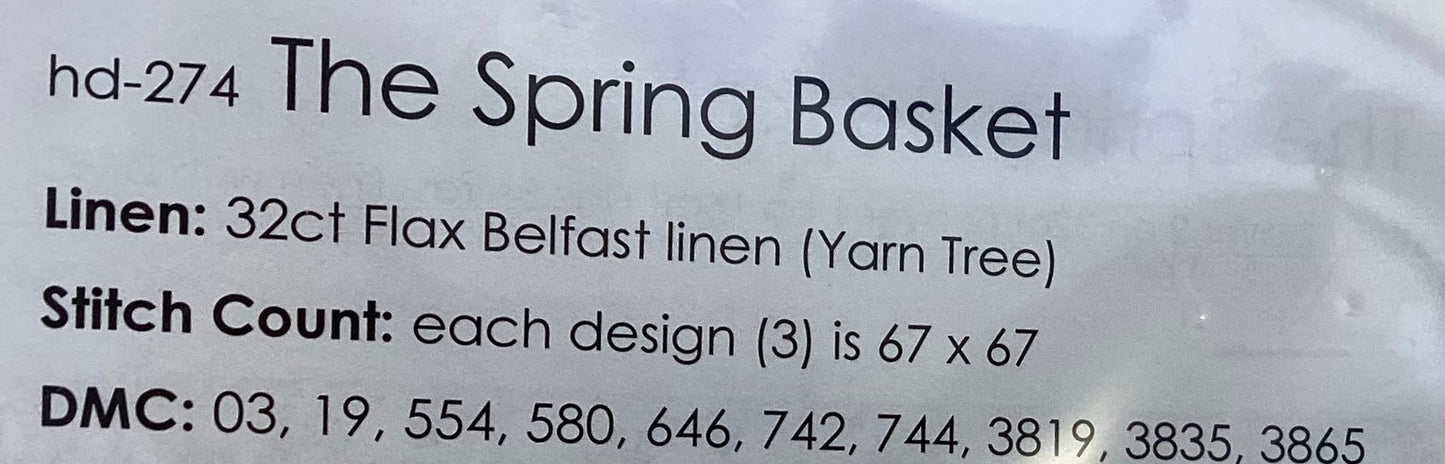 hd-274 The Spring Basket
Linen: 32ct Flax Belfast linen (Yarn Tree)
Stitch Count: each design (3) is 67 x 67
DMC: 03, 19, 554, 580, 646, 742, 744, 3819, 3835, 3865